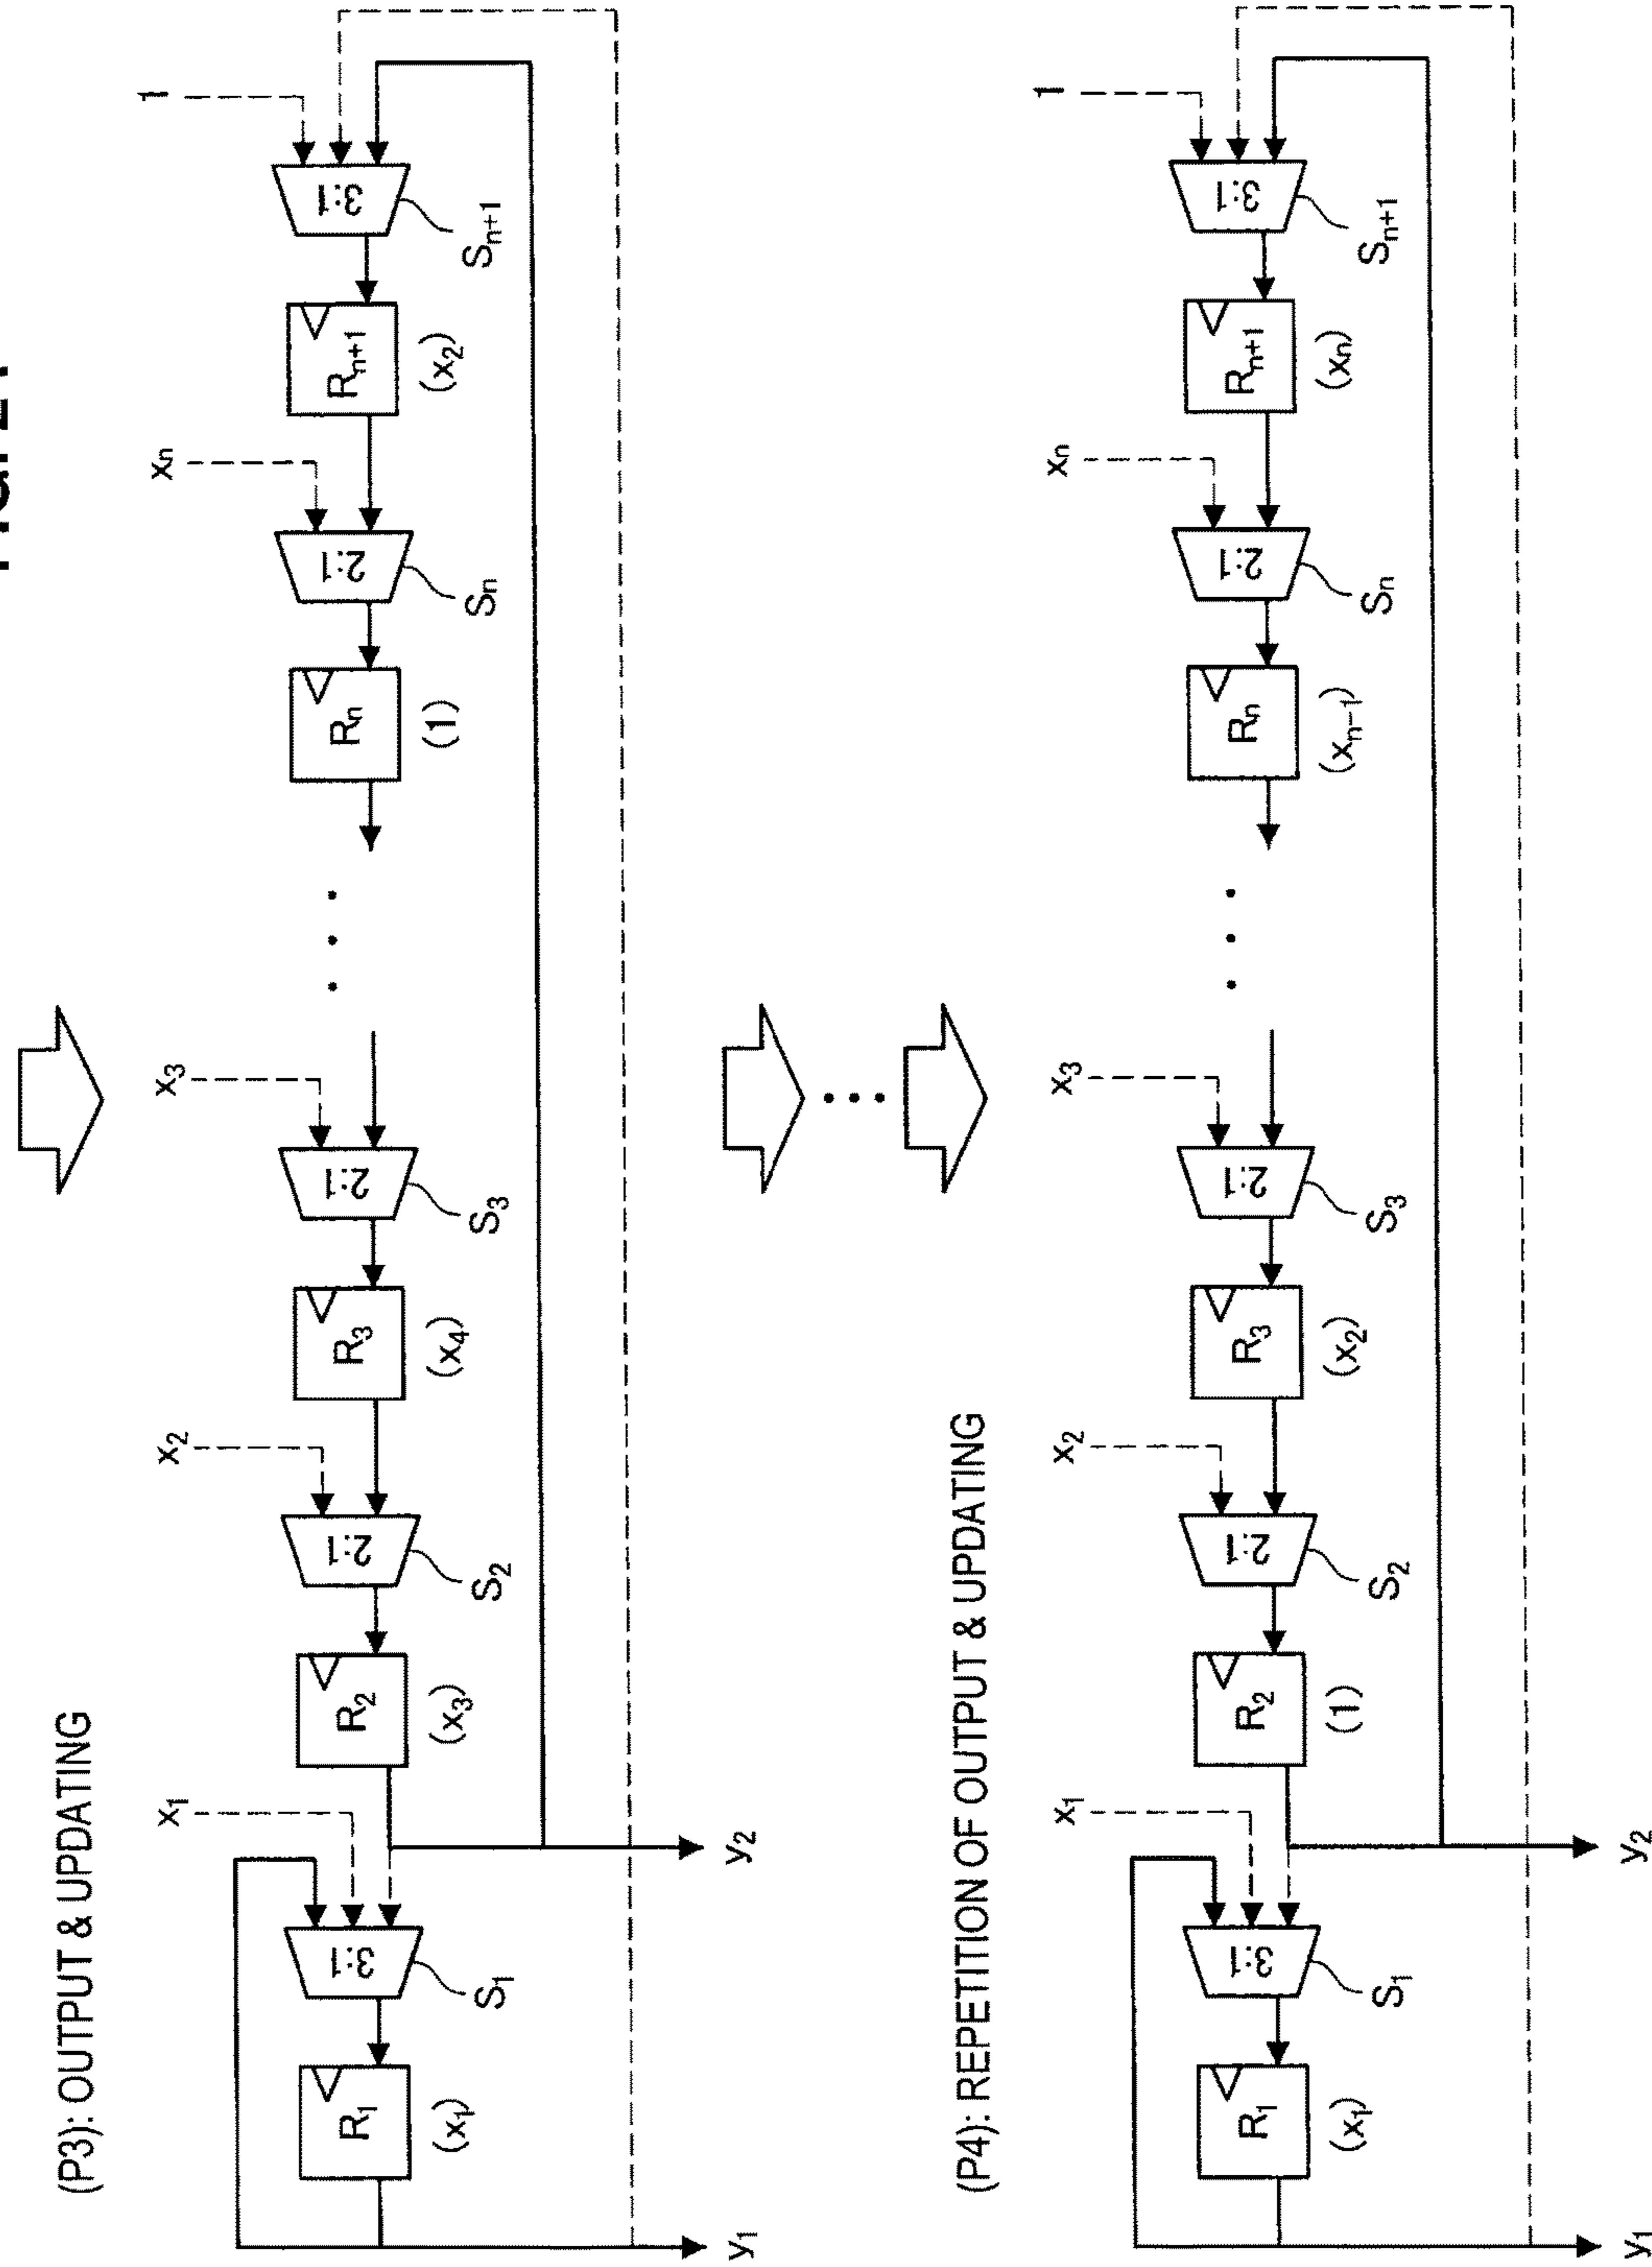 (P3): OUTPUT & UPDATING
x₁ x₂ x₃ xₙ 1
R₁ 3:1 R₂ 2:1 R₃ 2:1 ··· Rₙ 2:1 Rₙ₊₁ 3:1
(x₁) (x₃) (x₄) (1) (x₂)
S₁ S₂ S₃ Sₙ Sₙ₊₁
y₁ y₂
(P4): REPETITION OF OUTPUT & UPDATING
x₁ x₂ x₃ xₙ 1
R₁ 3:1 R₂ 2:1 R₃ 2:1 ··· Rₙ 2:1 Rₙ₊₁ 3:1
(x₁) (1) (x₂) (xₙ₋₁) (xₙ)
S₁ S₂ S₃ Sₙ Sₙ₊₁
y₁ y₂